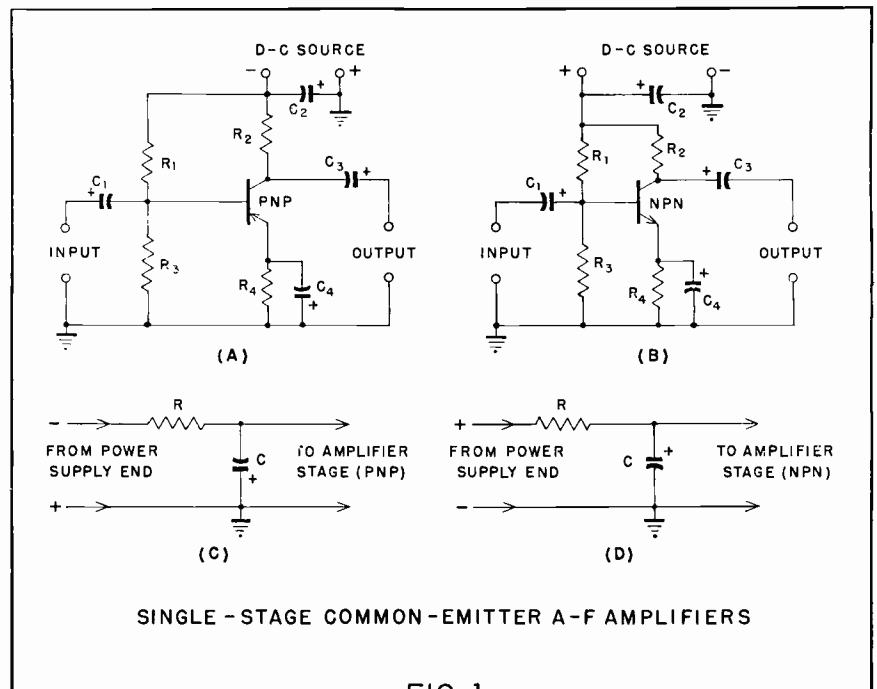 D-C SOURCE
- +
C2 +
R2
R1
C3 +
C1
+
PNP
INPUT
OUTPUT
R3
R4
C4
+
(A)
D-C SOURCE
+ -
+
C2
R1
R2
+ C3
C1 +
NPN
INPUT
OUTPUT
R3
R4
+
C4
(B)
-
R
FROM POWER
SUPPLY END
C
+
TO AMPLIFIER
STAGE (PNP)
+
(C)
+
R
FROM POWER
SUPPLY END
C +
TO AMPLIFIER
STAGE (NPN)
-
(D)
SINGLE-STAGE COMMON-EMITTER A-F AMPLIFIERS
FIG. 1